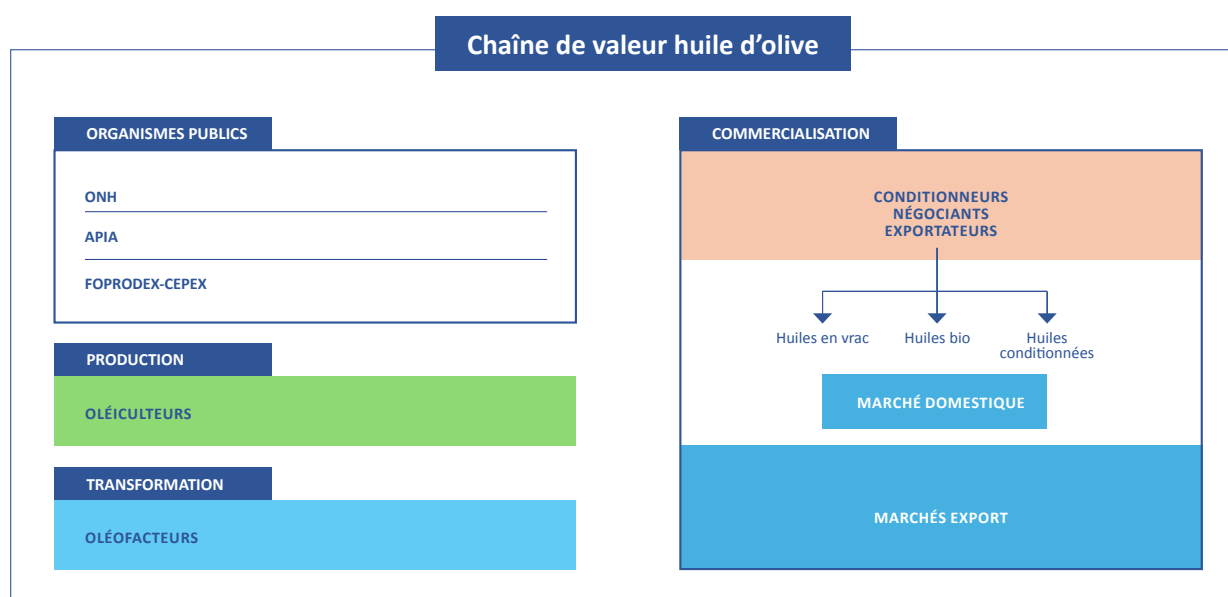 Chaîne de valeur huile d’olive
ORGANISMES PUBLICS
ONH
APIA
FOPRODEX-CEPEX
PRODUCTION
OLÉICULTEURS
TRANSFORMATION
OLÉOFACTEURS
COMMERCIALISATION
CONDITIONNEURS
NÉGOCIANTS
EXPORTATEURS
Huiles en vrac
Huiles bio
Huiles
conditionnées
MARCHÉ DOMESTIQUE
MARCHÉS EXPORT